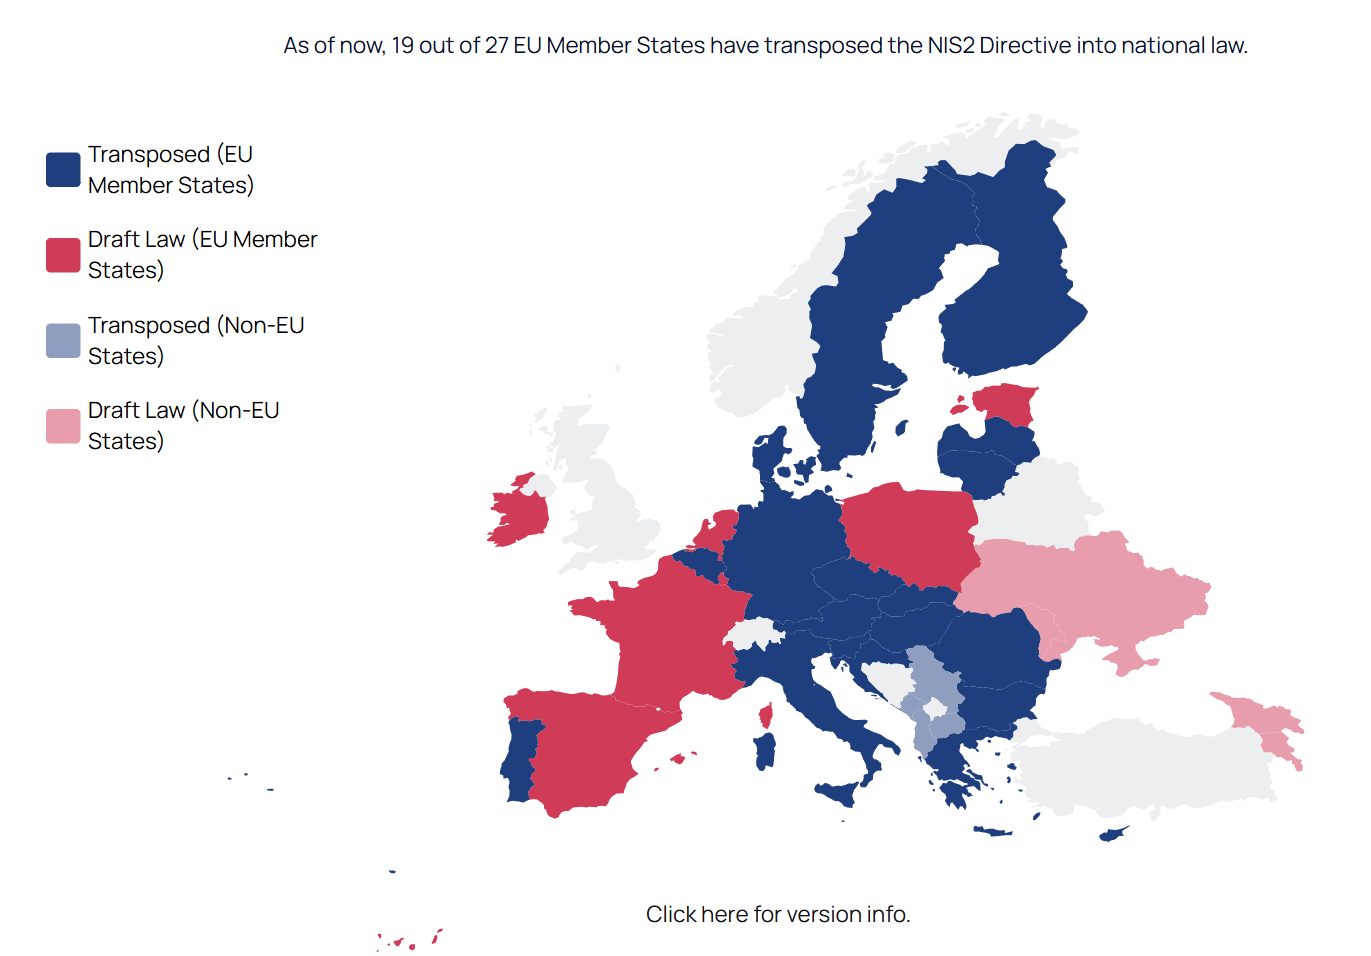 As of now, 19 out of 27 EU Member States have transposed the NIS2 Directive into national law.
Transposed (EU
Member States)
Draft Law (EU Member
States)
Transposed (Non-EU
States)
Draft Law (Non-EU
States)
Click here for version info.